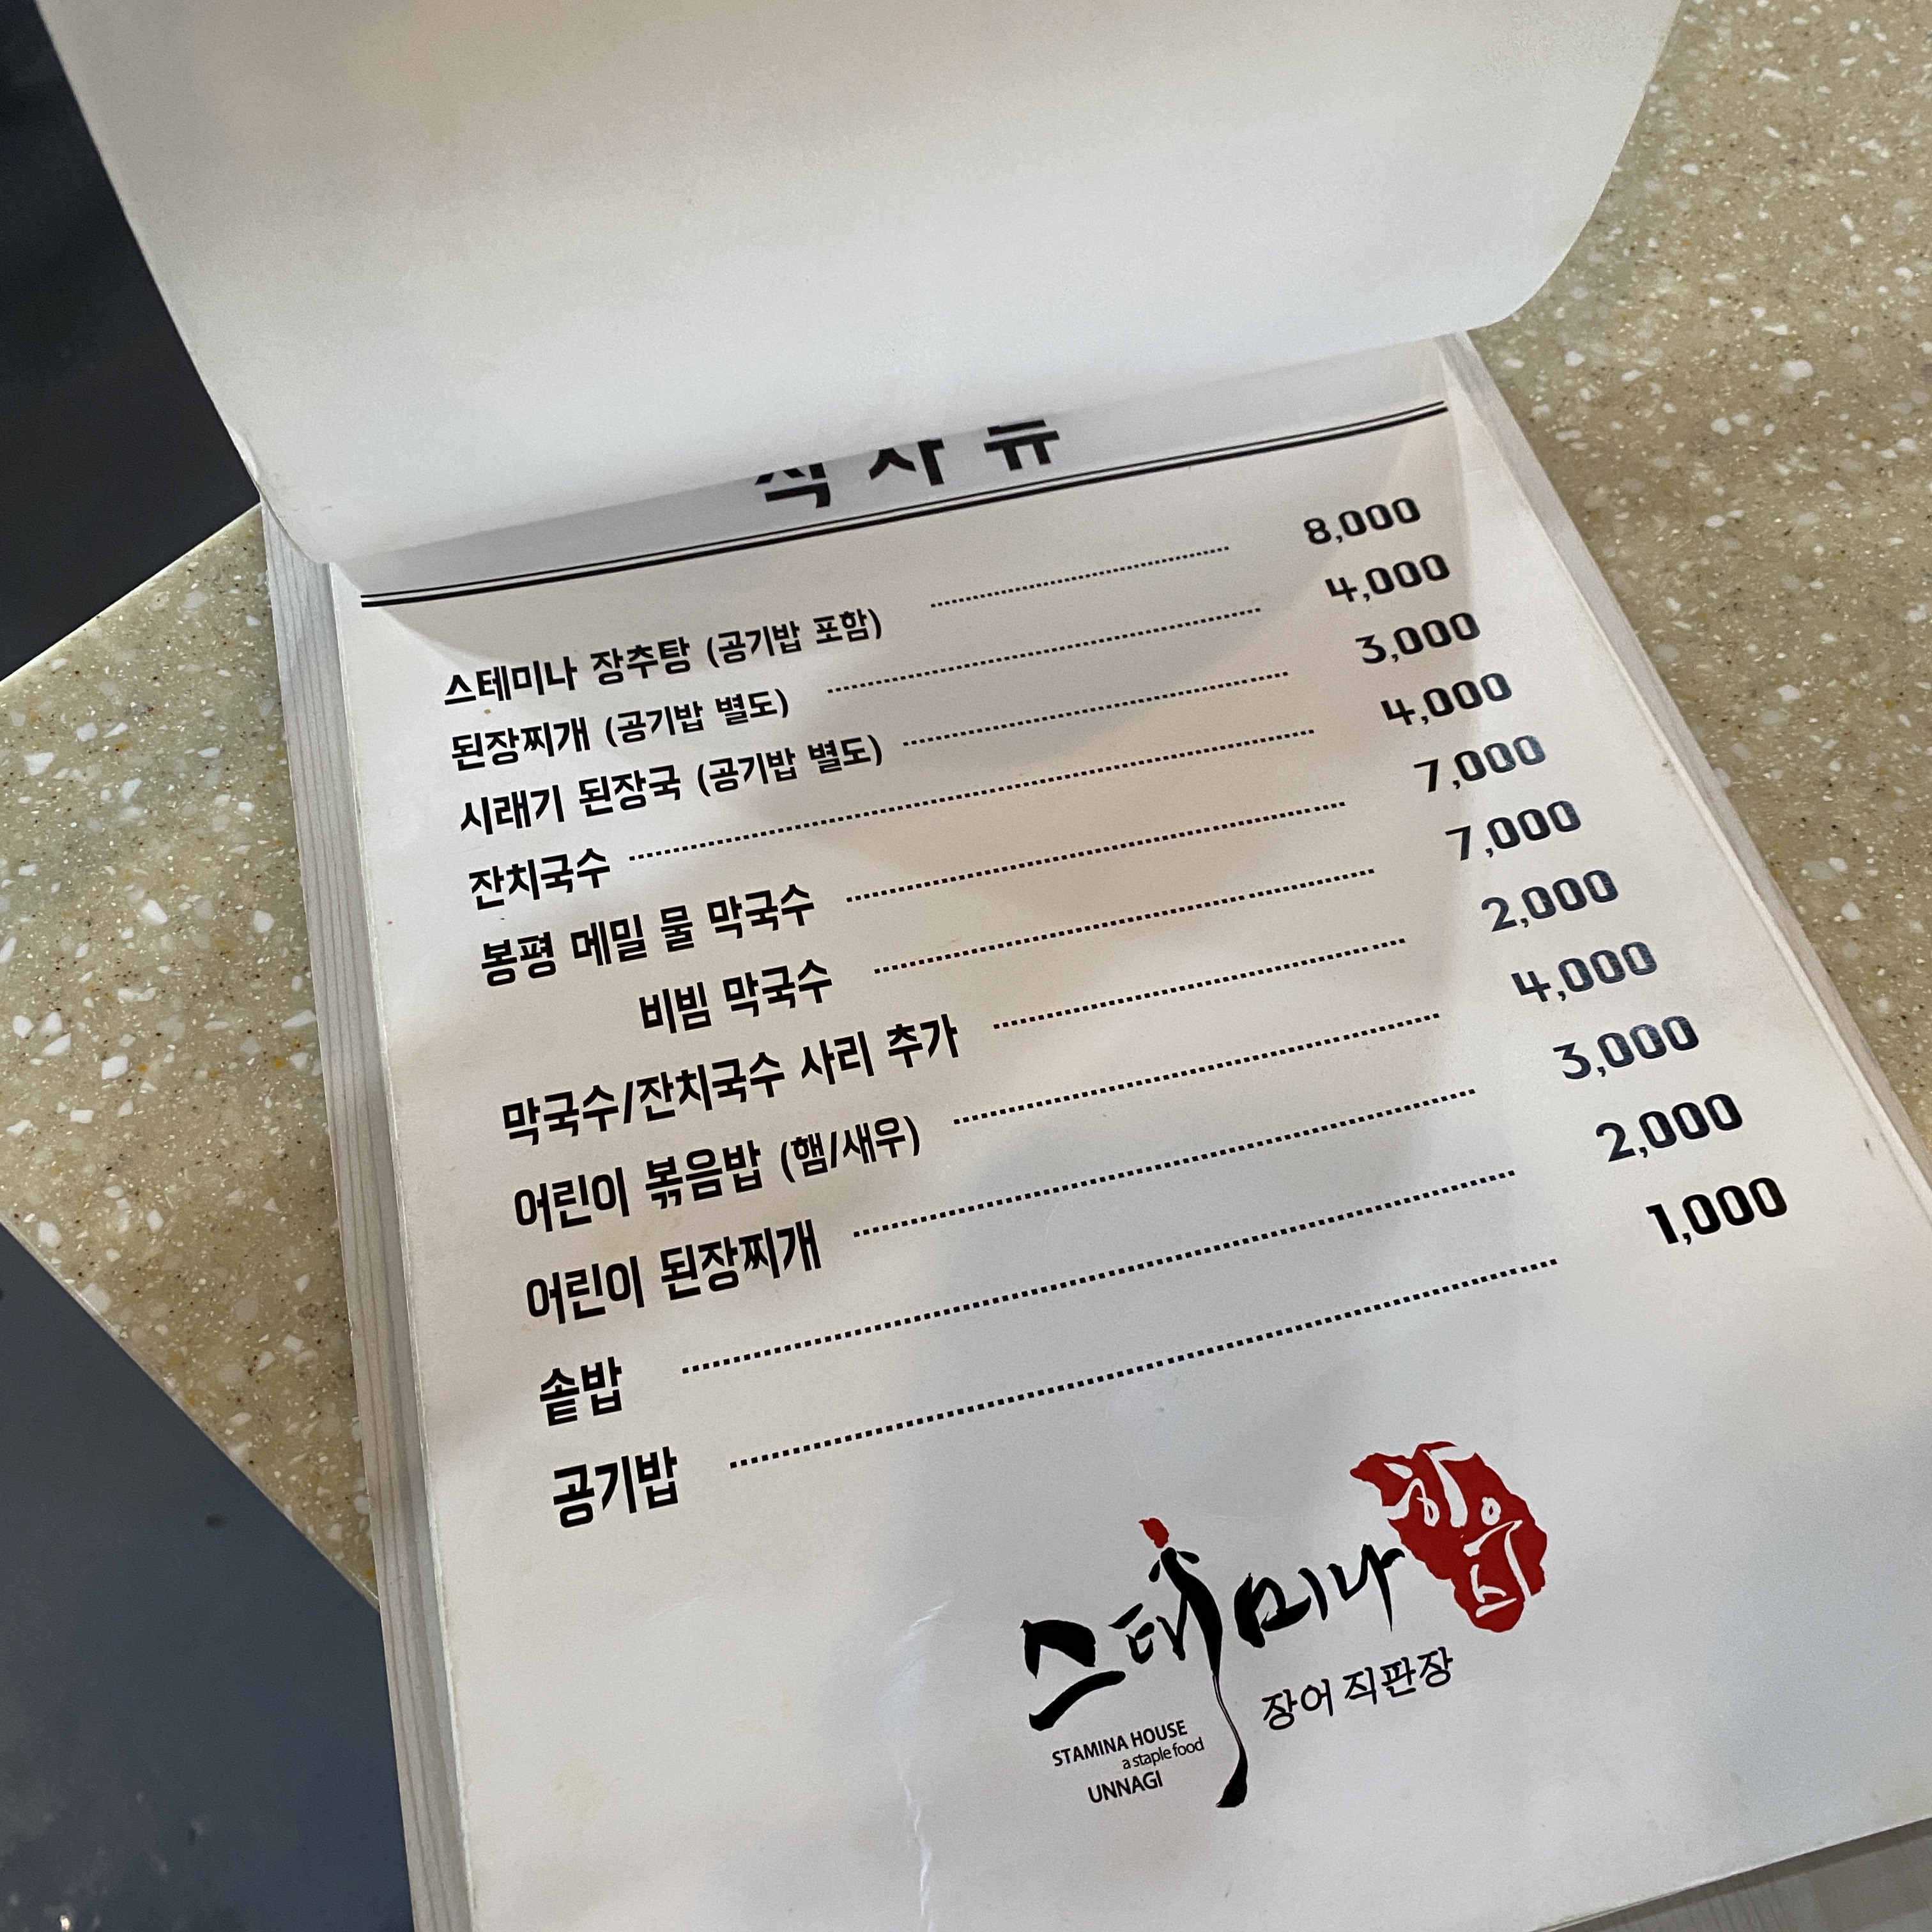 식사류
스테미나 장추탕 (공기밥 포함) 8,000
된장찌개 (공기밥 별도) 4,000
시래기 된장국 (공기밥 별도) 3,000
잔치국수 4,000
봉평 메밀 물 막국수 7,000
비빔 막국수 7,000
막국수/잔치국수 사리 추가 2,000
어린이 볶음밥 (햄/새우) 4,000
어린이 된장찌개 3,000
솥밥 2,000
공기밥 1,000
스테미나
하우스
장어 직판장
STAMINA HOUSE
a staple food
UNNAGI